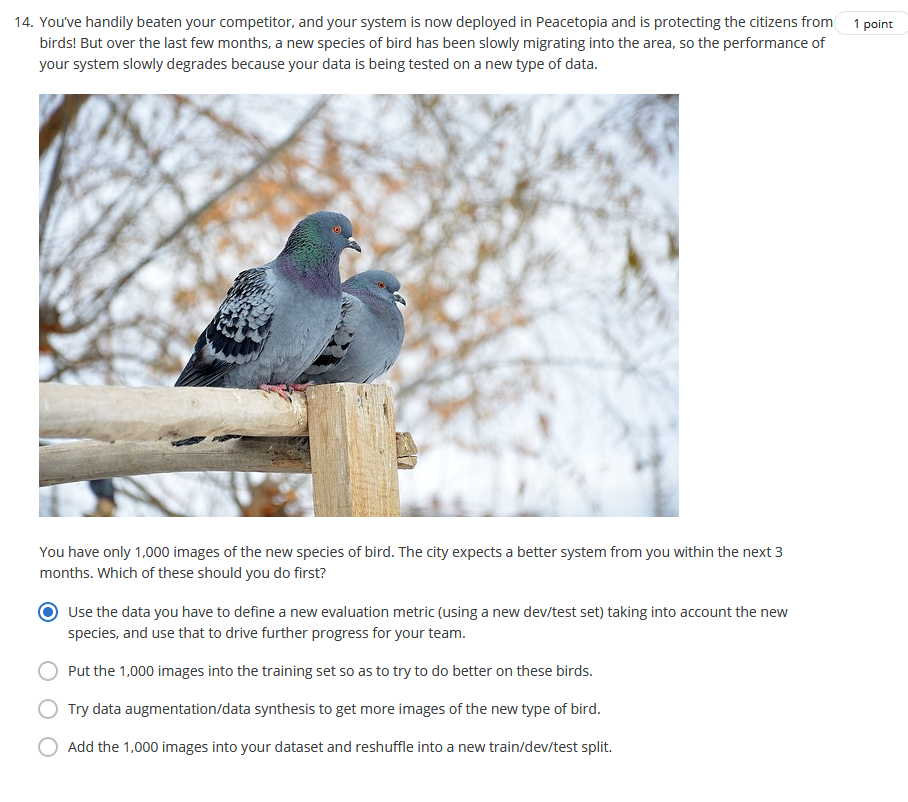 14. You've handily beaten your competitor, and your system is now deployed in Peacetopia and is protecting the citizens from
1 point
birds! But over the last few months, a new species of bird has been slowly migrating into the area, so the performance of
your system slowly degrades because your data is being tested on a new type of data.
You have only 1,000 images of the new species of bird. The city expects a better system from you within the next 3
months. Which of these should you do first?
Use the data you have to define a new evaluation metric (using a new dev/test set) taking into account the new
species, and use that to drive further progress for your team.
Put the 1,000 images into the training set so as to try to do better on these birds.
Try data augmentation/data synthesis to get more images of the new type of bird.
Add the 1,000 images into your dataset and reshuffle into a new train/dev/test split.